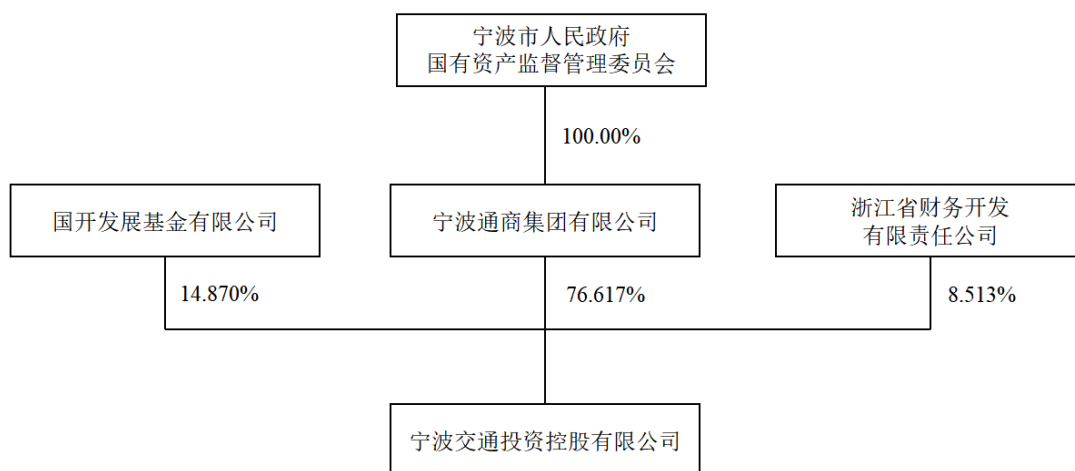 宁波市人民政府
国有资产监督管理委员会
100.00%
国开发展基金有限公司
宁波通商集团有限公司
浙江省财务开发
有限责任公司
14.870%
76.617%
8.513%
宁波交通投资控股有限公司